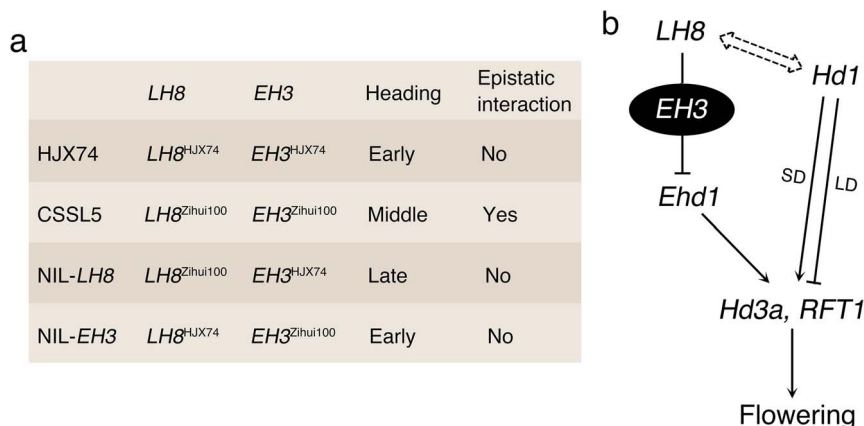 a
LH8 EH3 Heading Epistatic interaction
HJX74 LH8HJX74 EH3HJX74 Early No
CSSL5 LH8Zihui100 EH3Zihui100 Middle Yes
NIL-LH8 LH8Zihui100 EH3HJX74 Late No
NIL-EH3 LH8HJX74 EH3Zihui100 Early No
b
LH8
Hd1
EH3
SD
LD
Ehd1
Hd3a, RFT1
Flowering